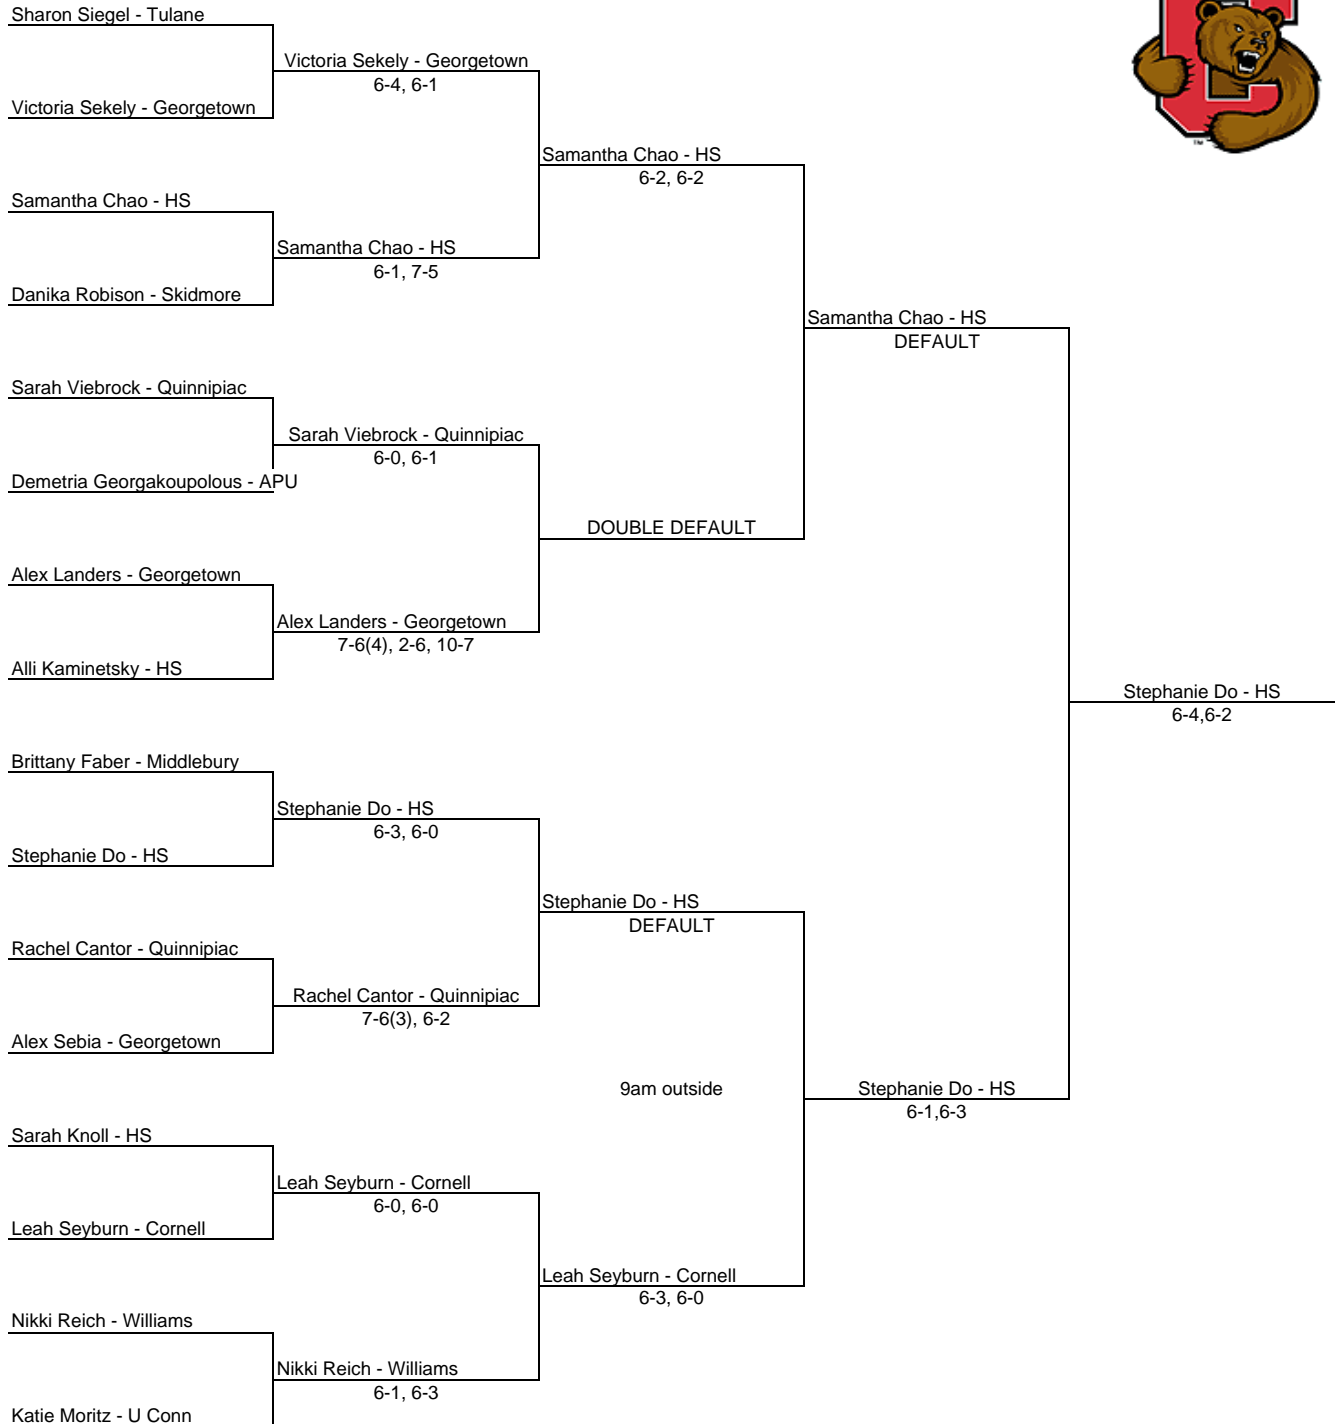 Sharon Siegel - Tulane
Victoria Sekely - Georgetown
6-4, 6-1
Victoria Sekely - Georgetown
Samantha Chao - HS
6-2, 6-2
Samantha Chao - HS
Samantha Chao - HS
6-1, 7-5
Danika Robison - Skidmore
Samantha Chao - HS
DEFAULT
Sarah Viebrock - Quinnipiac
Sarah Viebrock - Quinnipiac
6-0, 6-1
Demetria Georgakoupolous - APU
DOUBLE DEFAULT
Alex Landers - Georgetown
Alex Landers - Georgetown
7-6(4), 2-6, 10-7
Alli Kaminetsky - HS
Stephanie Do - HS
6-4,6-2
Brittany Faber - Middlebury
Stephanie Do - HS
6-3, 6-0
Stephanie Do - HS
Stephanie Do - HS
DEFAULT
Rachel Cantor - Quinnipiac
Rachel Cantor - Quinnipiac
7-6(3), 6-2
Alex Sebia - Georgetown
9am outside
Stephanie Do - HS
6-1,6-3
Sarah Knoll - HS
Leah Seyburn - Cornell
6-0, 6-0
Leah Seyburn - Cornell
Leah Seyburn - Cornell
6-3, 6-0
Nikki Reich - Williams
Nikki Reich - Williams
6-1, 6-3
Katie Moritz - U Conn